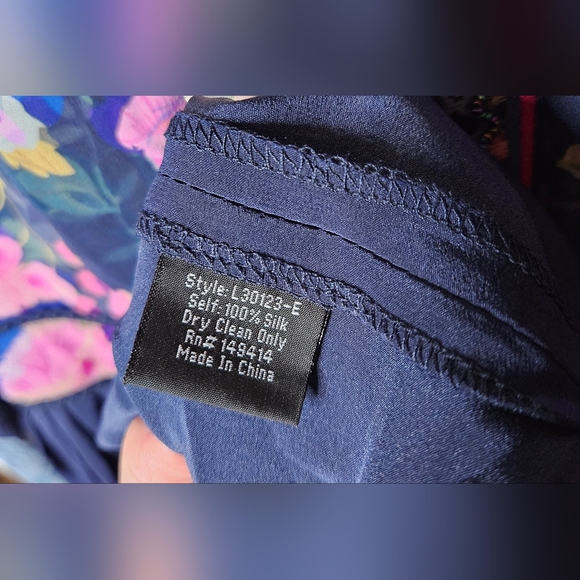 Style: L30123-E
Self: 100% Silk
Dry Clean Only
Rn# 149414
Made In China